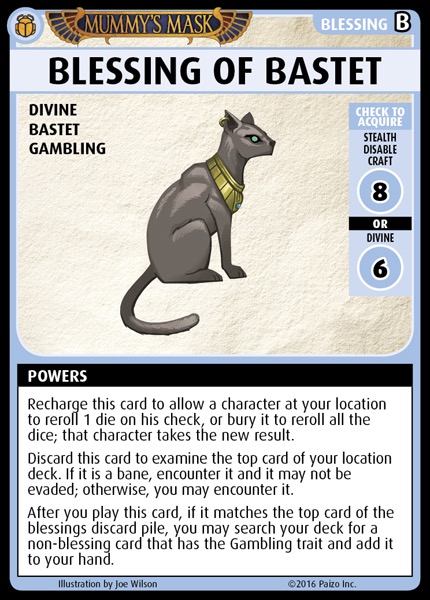 MUMMY'S MASK
BLESSING B
BLESSING OF BASTET
DIVINE
BASTET
GAMBLING
CHECK TO
ACQUIRE
STEALTH
DISABLE
CRAFT
8
OR
DIVINE
6
POWERS
Recharge this card to allow a character at your location
to reroll 1 die on his check, or bury it to reroll all the
dice; that character takes the new result.
Discard this card to examine the top card of your location
deck. If it is a bane, encounter it and it may not be
evaded; otherwise, you may encounter it.
After you play this card, if it matches the top card of the
blessings discard pile, you may search your deck for a
non-blessing card that has the Gambling trait and add it
to your hand.
Illustration by Joe Wilson ©2016 Paizo Inc.